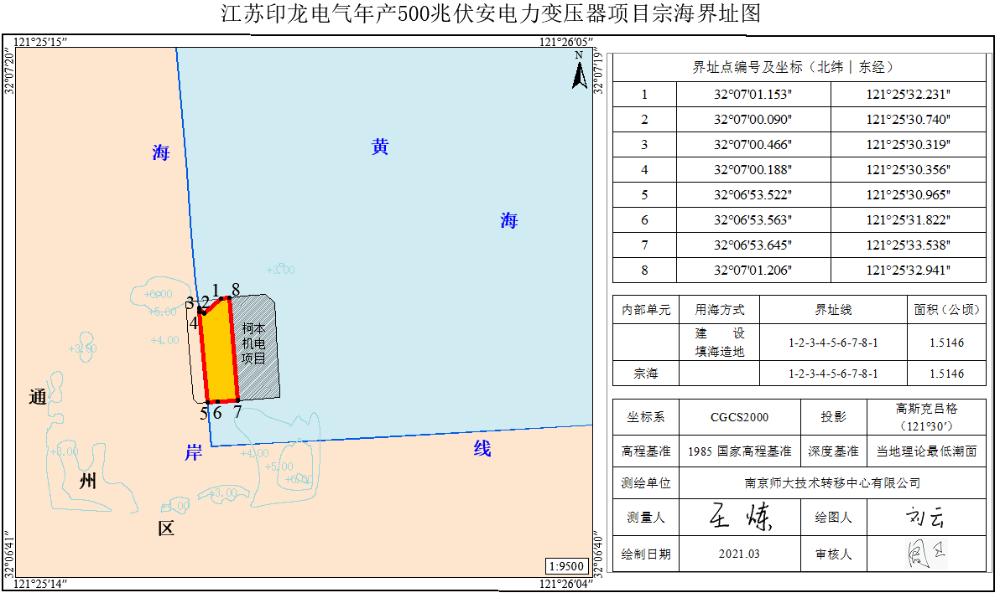 江苏印龙电气年产500兆伏安电力变压器项目宗海界址图
121°25′15″
121°26′05″
32°07′20″
32°07′19″
N
海
黄
海
+3.00
+6.00
+5.00
+4.00
+3.00
1
8
3
2
4
柯本
机电
项目
通
5
6
7
岸
线
+3.00
+4.00
+5.00
州
+3.00
区
32°06′41″
32°06′40″
1:9500
121°25′14″
121°26′04″
界址点编号及坐标（北纬｜东经）
1 32°07′01.153″ 121°25′32.231″
2 32°07′00.090″ 121°25′30.740″
3 32°07′00.466″ 121°25′30.319″
4 32°07′00.188″ 121°25′30.356″
5 32°06′53.522″ 121°25′30.965″
6 32°06′53.563″ 121°25′31.822″
7 32°06′53.645″ 121°25′33.538″
8 32°07′01.206″ 121°25′32.941″
内部单元 用海方式 界址线 面积（公顷）
建 设
填海造地 1-2-3-4-5-6-7-8-1 1.5146
宗海 1-2-3-4-5-6-7-8-1 1.5146
坐标系 CGCS2000 投影 高斯克吕格
（121°30′）
高程基准 1985 国家高程基准 深度基准 当地理论最低潮面
测绘单位 南京师大技术转移中心有限公司
测量人 王炼 绘图人 刘云
绘制日期 2021.03 审核人